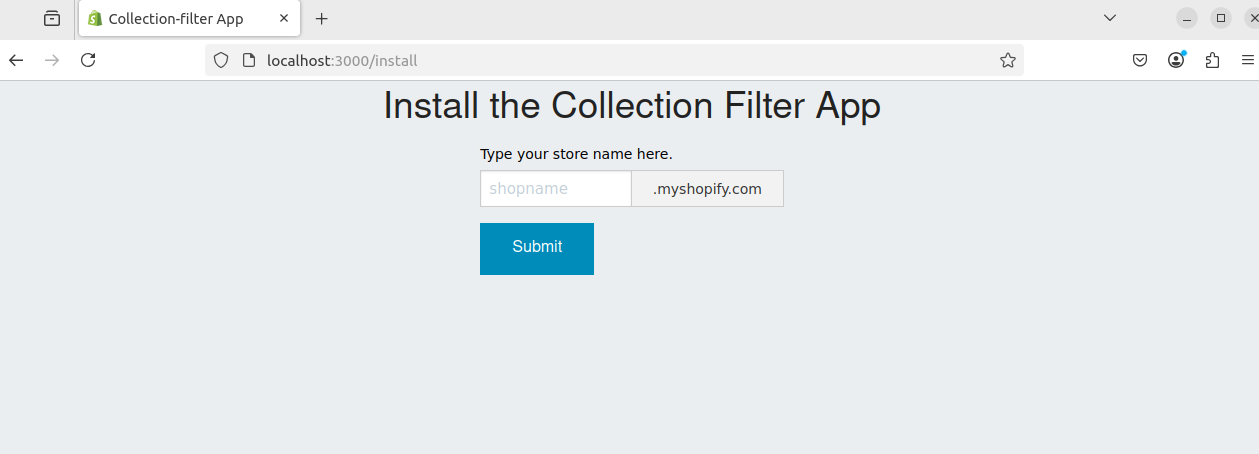 Collection-filter App
localhost:3000/install
Install the Collection Filter App
Type your store name here.
shopname .myshopify.com
Submit